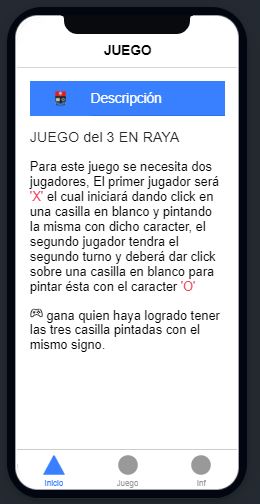 JUEGO
Descripción
JUEGO del 3 EN RAYA
Para este juego se necesita dos
jugadores, El primer jugador será
'X' el cual iniciará dando click en
una casilla en blanco y pintando
la misma con dicho caracter, el
segundo jugador tendra el
segundo turno y deberá dar click
sobre una casilla en blanco para
pintar ésta con el caracter 'O'
gana quien haya logrado tener
las tres casilla pintadas con el
mismo signo.
Inicio
Juego
Inf